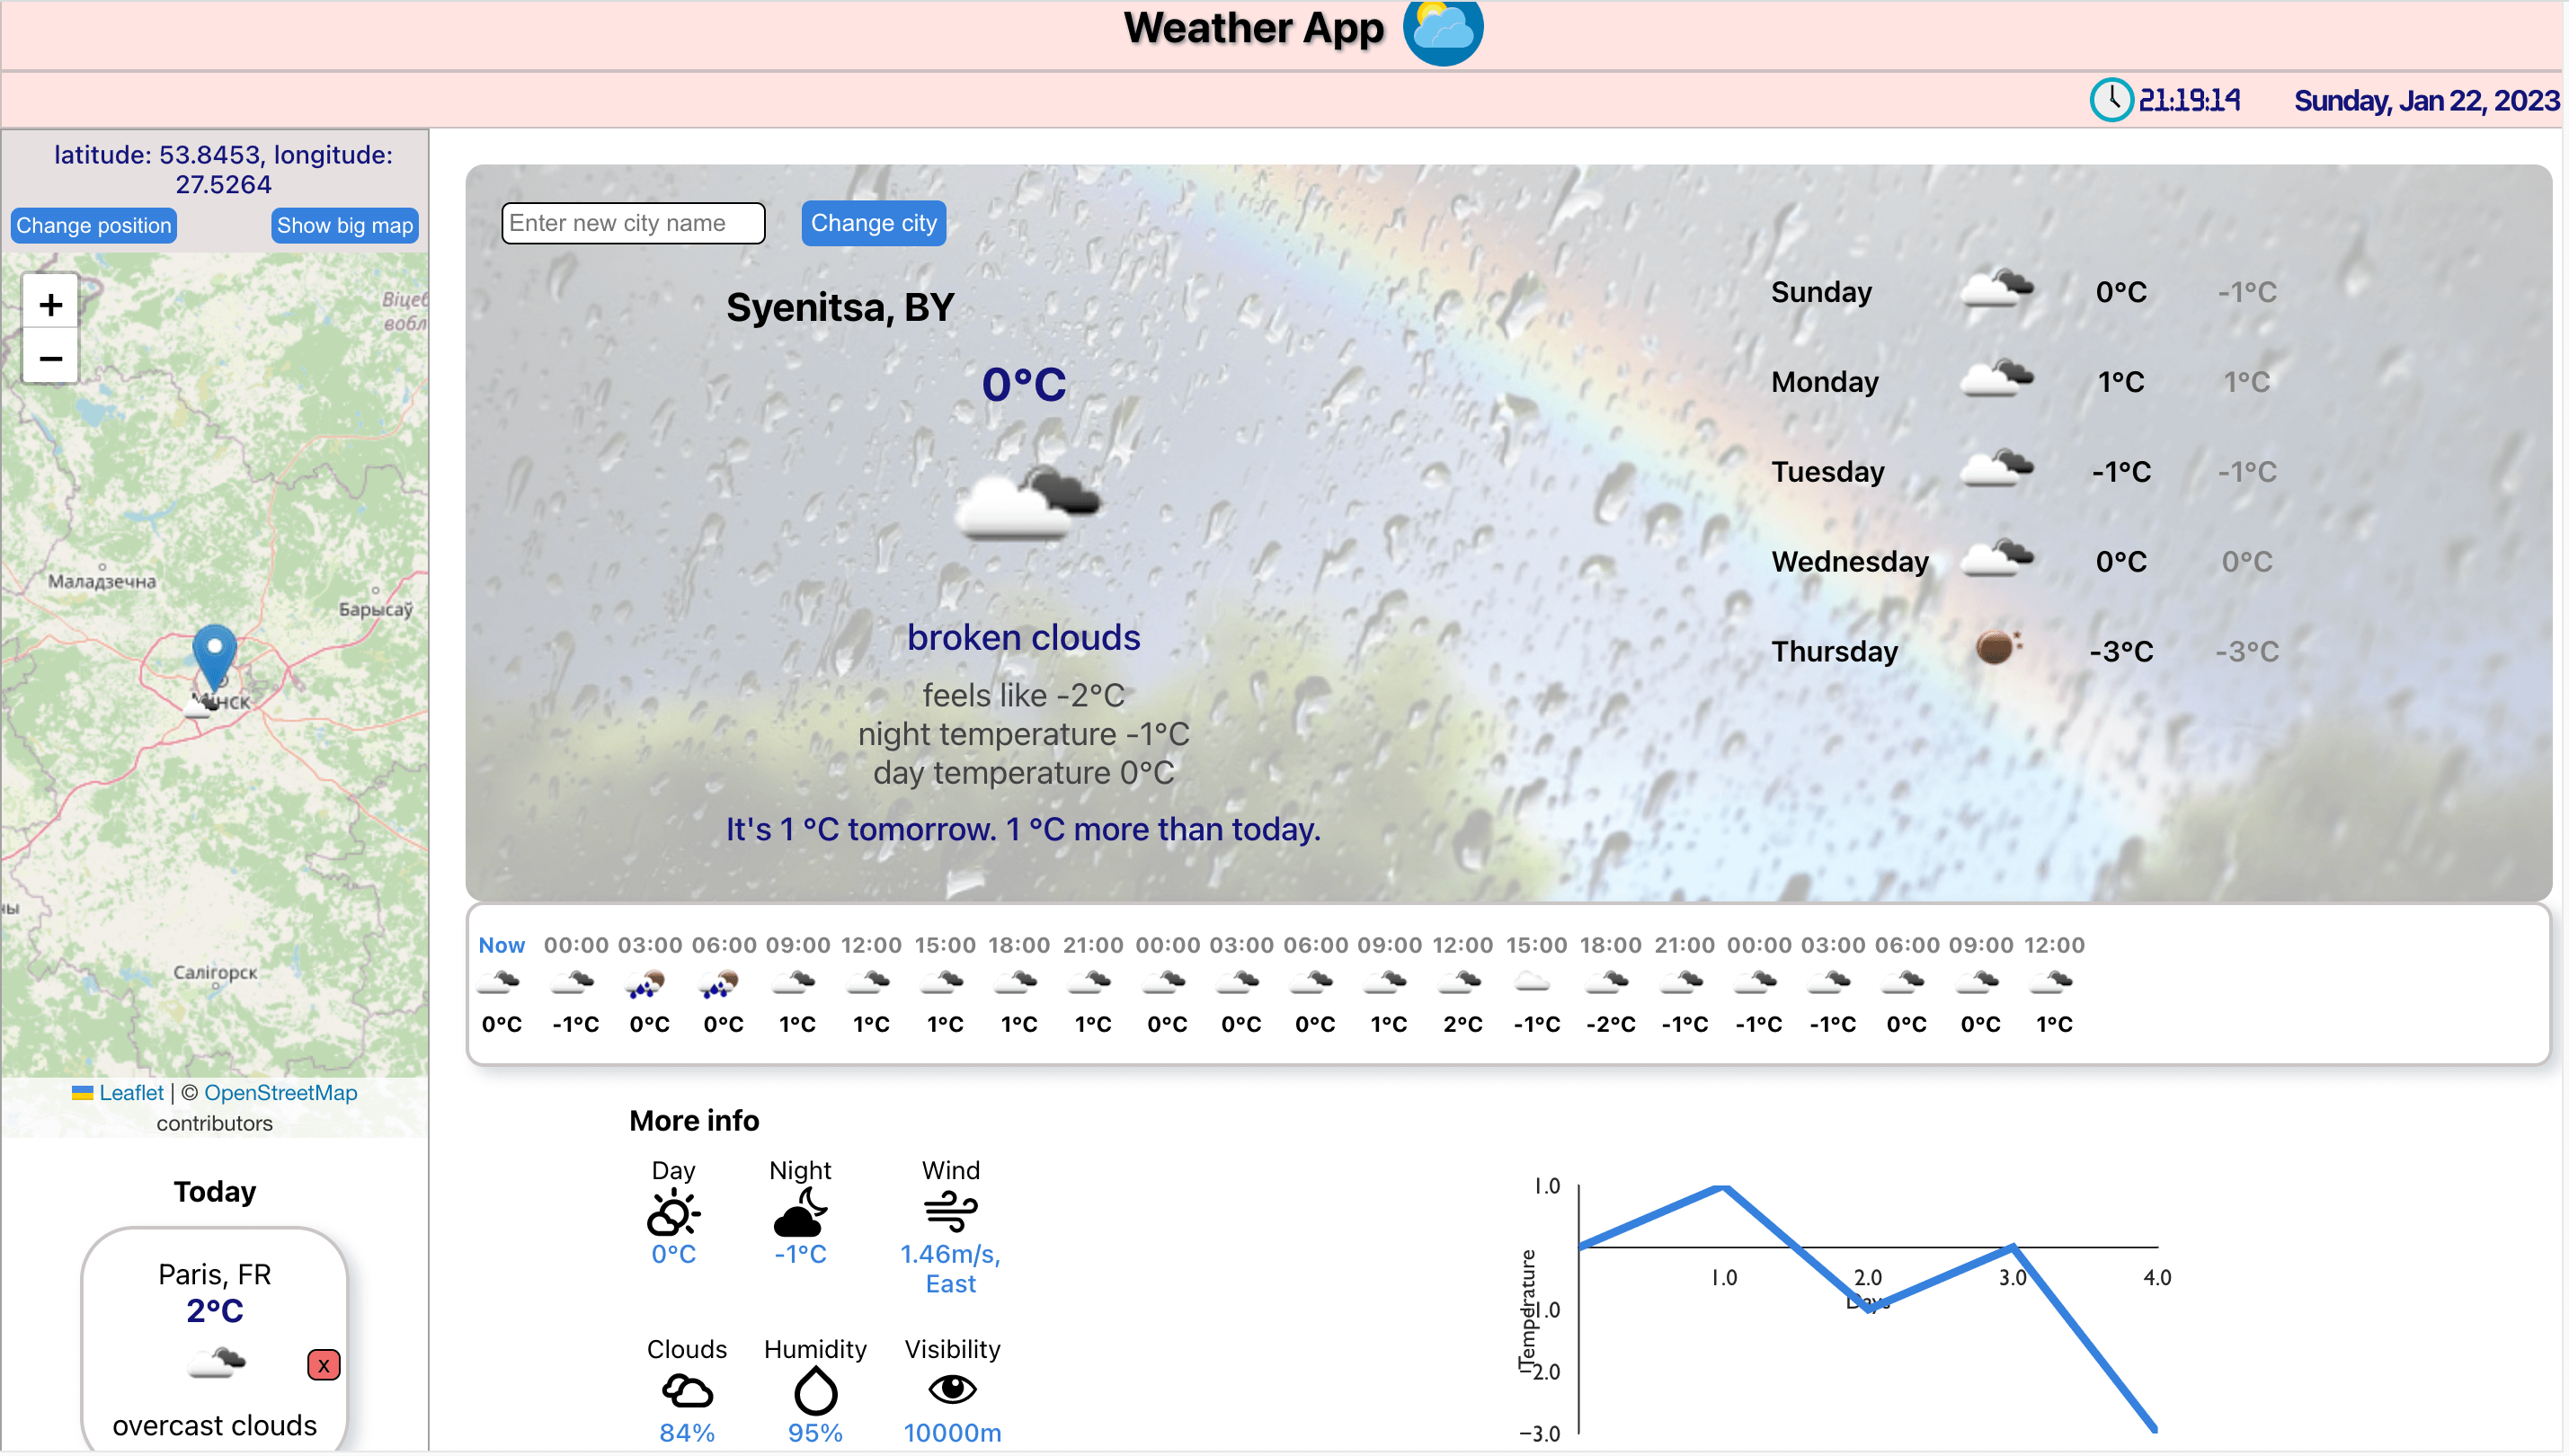 Weather App
21:19:14
Sunday, Jan 22, 2023
latitude: 53.8453, longitude:
27.5264
Change position
Show big map
+
−
Віцеб
вобл
Маладзечна
Барысаў
Мінск
ны
Салігорск
Leaflet | © OpenStreetMap
contributors
Today
Paris, FR
2°C
x
overcast clouds
Enter new city name
Change city
Syenitsa, BY
0°C
broken clouds
feels like -2°C
night temperature -1°C
day temperature 0°C
It's 1 °C tomorrow. 1 °C more than today.
Sunday 0°C -1°C
Monday 1°C 1°C
Tuesday -1°C -1°C
Wednesday 0°C 0°C
Thursday -3°C -3°C
Now 00:00 03:00 06:00 09:00 12:00 15:00 18:00 21:00 00:00 03:00 06:00 09:00 12:00 15:00 18:00 21:00 00:00 03:00 06:00 09:00 12:00
0°C -1°C 0°C 0°C 1°C 1°C 1°C 1°C 1°C 0°C 0°C 0°C 1°C 2°C -1°C -2°C -1°C -1°C -1°C 0°C 0°C 1°C
More info
Day Night Wind
0°C -1°C 1.46m/s,
East
Clouds Humidity Visibility
84% 95% 10000m
1.0
1.0 2.0 3.0 4.0
Days
−1.0
Temperature
−2.0
−3.0